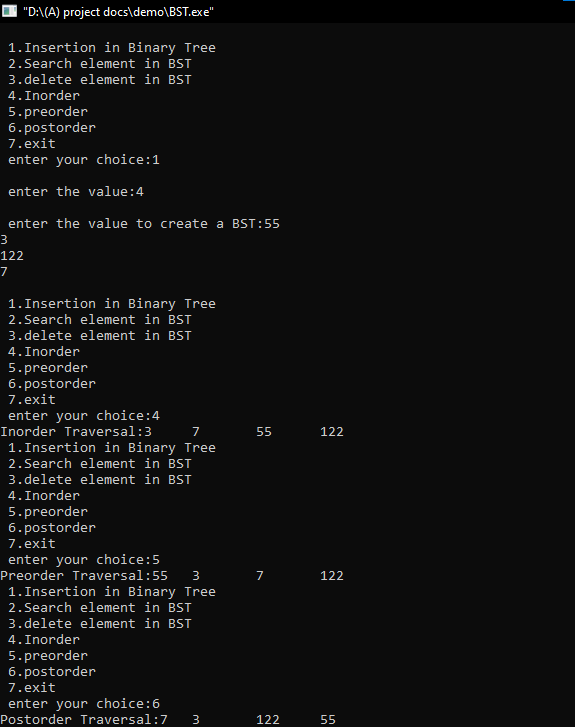 "D:\(A) project docs\demo\BST.exe"
1.Insertion in Binary Tree
2.Search element in BST
3.delete element in BST
4.Inorder
5.preorder
6.postorder
7.exit
enter your choice:1
enter the value:4
enter the value to create a BST:55
3
122
7
1.Insertion in Binary Tree
2.Search element in BST
3.delete element in BST
4.Inorder
5.preorder
6.postorder
7.exit
enter your choice:4
Inorder Traversal:3 7 55 122
1.Insertion in Binary Tree
2.Search element in BST
3.delete element in BST
4.Inorder
5.preorder
6.postorder
7.exit
enter your choice:5
Preorder Traversal:55 3 7 122
1.Insertion in Binary Tree
2.Search element in BST
3.delete element in BST
4.Inorder
5.preorder
6.postorder
7.exit
enter your choice:6
Postorder Traversal:7 3 122 55